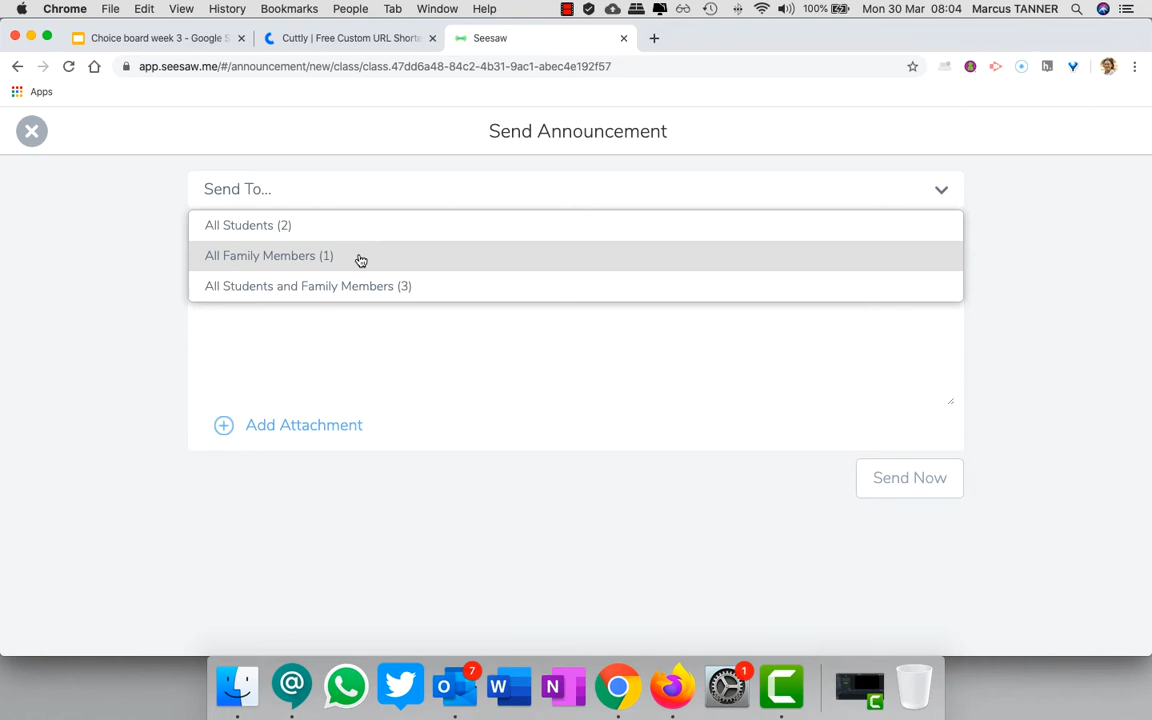 Chrome File Edit View History Bookmarks People Tab Window Help 100% Mon 30 Mar 08:04 Marcus TANNER
Choice board week 3 - Google S Cuttly | Free Custom URL Shorte Seesaw
app.seesaw.me/#/announcement/new/class/class.47dd6a48-84c2-4b31-9ac1-abec4e192f57
Apps
Send Announcement
Send To...
All Students (2)
All Family Members (1)
All Students and Family Members (3)
Add Attachment
Send Now
7
1